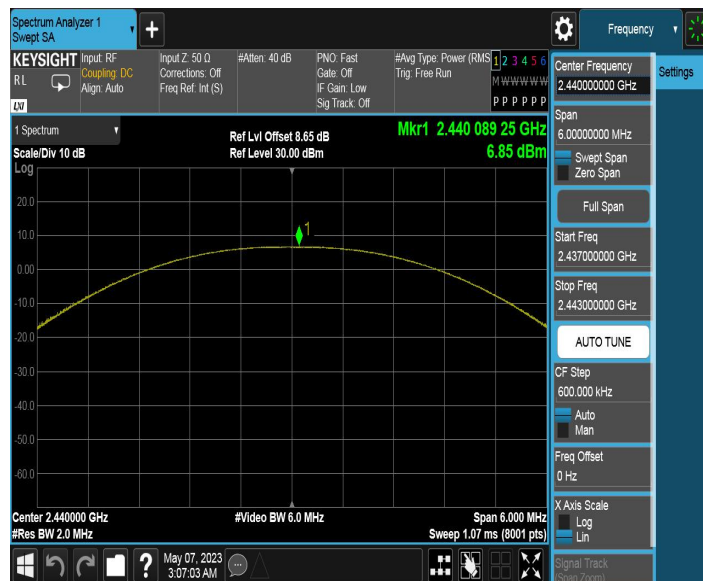 Spectrum Analyzer 1
Swept SA
+
Frequency
KEYSIGHT
RL
LXI
Input: RF
Coupling: DC
Align: Auto
Input Z: 50 Ω
Corrections: Off
Freq Ref: Int (S)
#Atten: 40 dB
PNO: Fast
Gate: Off
IF Gain: Low
Sig Track: Off
#Avg Type: Power (RMS
Trig: Free Run
1 2 3 4 5 6
M W W W W W
P P P P P P
Center Frequency
2.440000000 GHz
Settings
Span
6.00000000 MHz
Swept Span
Zero Span
Full Span
Start Freq
2.437000000 GHz
Stop Freq
2.443000000 GHz
AUTO TUNE
CF Step
600.000 kHz
Auto
Man
Freq Offset
0 Hz
X Axis Scale
Log
Lin
Signal Track
(Span Zoom)
1 Spectrum
Scale/Div 10 dB
Log
Ref Lvl Offset 8.65 dB
Ref Level 30.00 dBm
Mkr1 2.440 089 25 GHz
6.85 dBm
1
20.0
10.0
0.00
-10.0
-20.0
-30.0
-40.0
-50.0
-60.0
Center 2.440000 GHz
#Res BW 2.0 MHz
#Video BW 6.0 MHz
Span 6.000 MHz
Sweep 1.07 ms (8001 pts)
?
May 07, 2023
3:07:03 AM